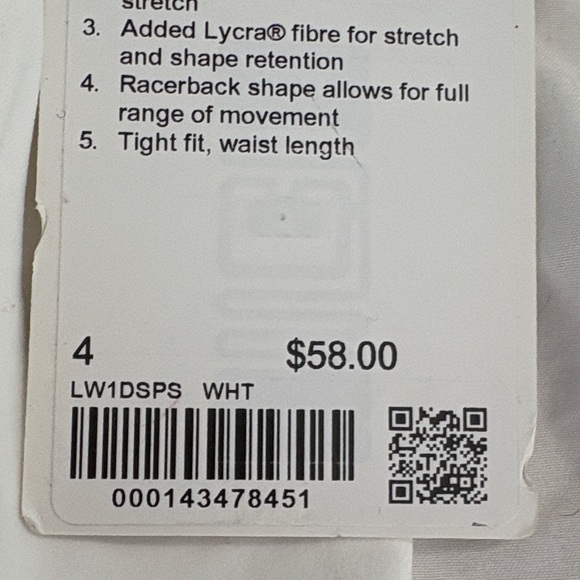 stretch
3. Added Lycra® fibre for stretch
and shape retention
4. Racerback shape allows for full
range of movement
5. Tight fit, waist length
4 $58.00
LW1DSPS WHT
000143478451